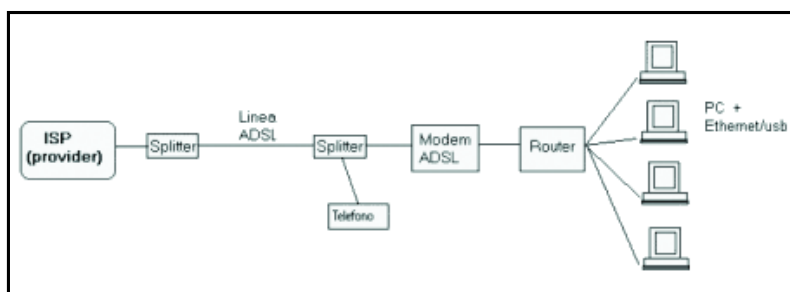 ISP
(provider)
Splitter
Linea
ADSL
Splitter
Telefono
Modem
ADSL
Router
PC +
Ethernet/usb